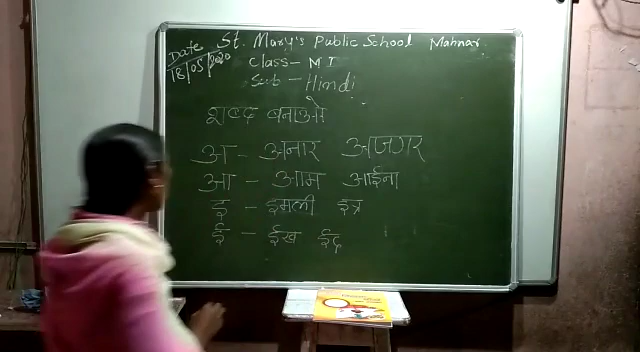 Date 18/05/2020
St. Mary's Public School Mahnar
Class - M I
Sub - Hindi
शब्द बनाओ
अ - अनार अजगर
आ - आम आईना
इ - इमली इत्र
ई - ईख ईद